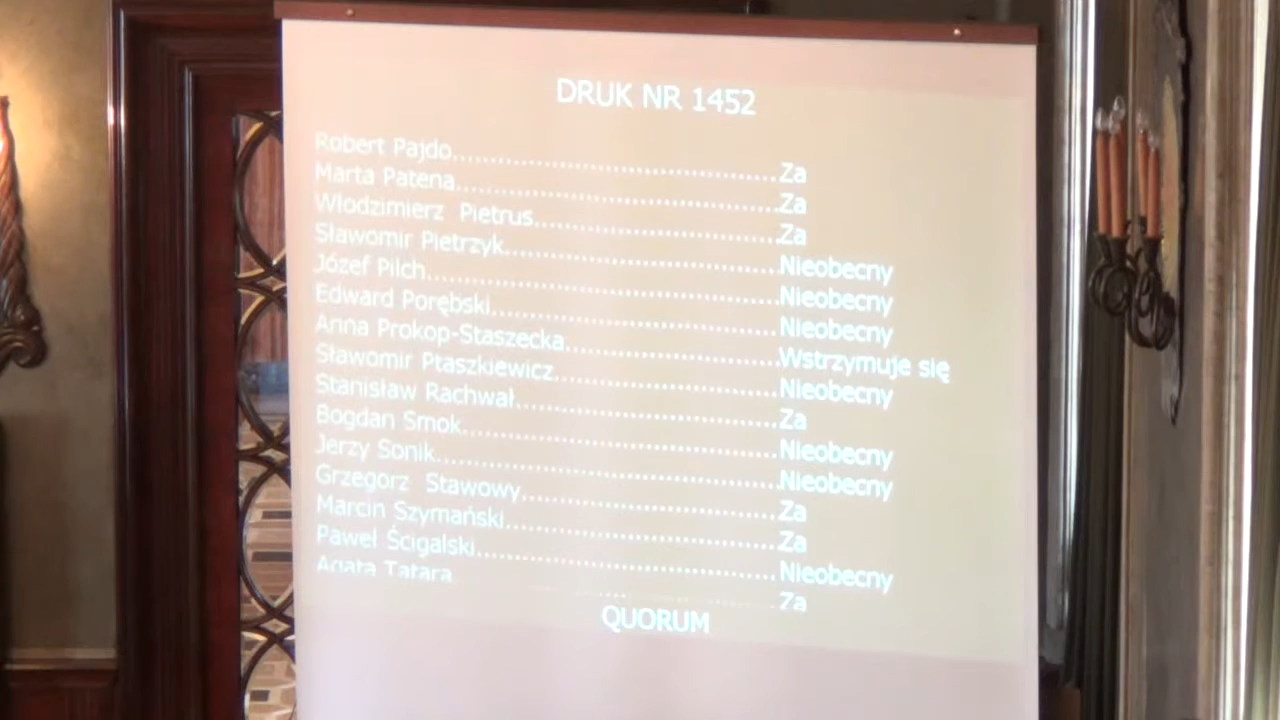 DRUK NR 1452
Robert Pajdo....................Za
Marta Patena....................Za
Włodzimierz Pietrus....................Za
Sławomir Pietrzyk....................Nieobecny
Józef Pilch....................Nieobecny
Edward Porębski....................Nieobecny
Anna Prokop-Staszecka....................Wstrzymuje się
Sławomir Ptaszkiewicz....................Nieobecny
Stanisław Rachwał....................Za
Bogdan Smok....................Nieobecny
Jerzy Sonik....................Nieobecny
Grzegorz Stawowy....................Za
Marcin Szymański....................Za
Paweł Ścigalski....................Nieobecny
Agata Tatara....................Za
QUORUM